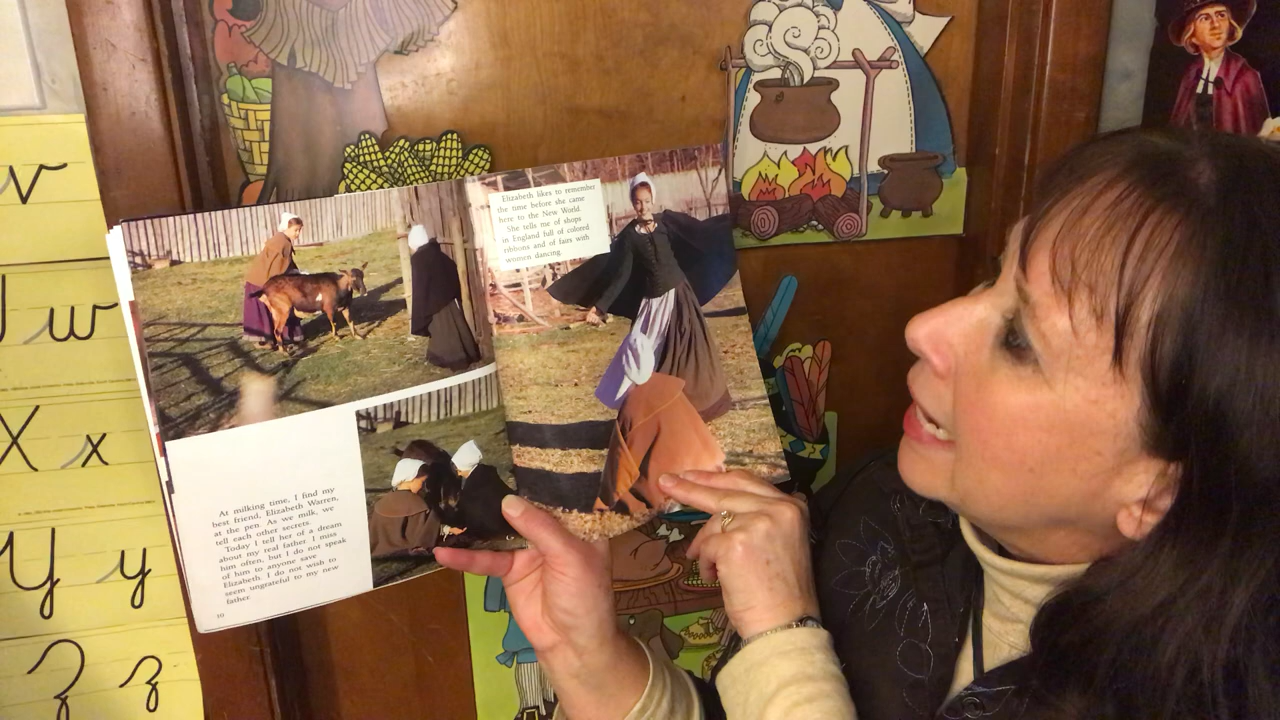 v
w
X x
Y y
Z z
At milking time, I find my
best friend, Elizabeth Warren,
at the pen. As we milk, we
tell each other secrets.
Today I tell her of a dream
about my real father. I miss
him often, but I do not speak
of him to anyone save
Elizabeth. I do not wish to
seem ungrateful to my new
father.
10
Elizabeth likes to remember
the time before she came
here to the New World.
She tells me of shops
in England full of colored
ribbons and of fairs with
women dancing.